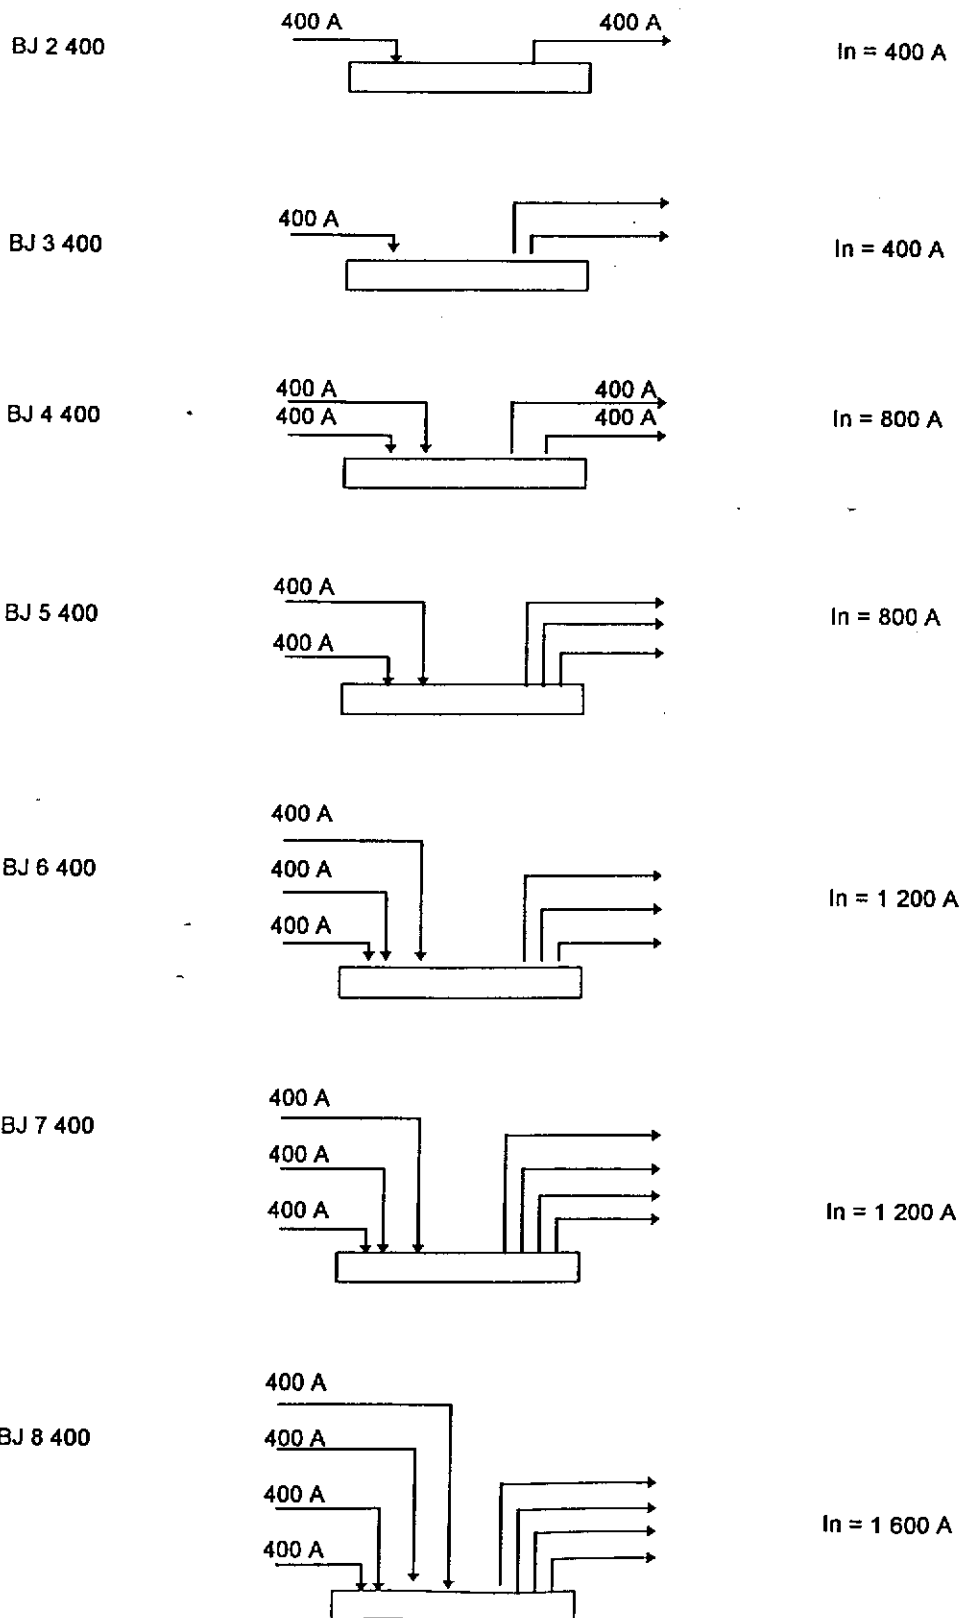 BJ 2 400
400 A
400 A
In = 400 A
BJ 3 400
400 A
In = 400 A
BJ 4 400
400 A
400 A
400 A
400 A
In = 800 A
BJ 5 400
400 A
400 A
In = 800 A
BJ 6 400
400 A
400 A
400 A
In = 1 200 A
BJ 7 400
400 A
400 A
400 A
In = 1 200 A
BJ 8 400
400 A
400 A
400 A
400 A
In = 1 600 A